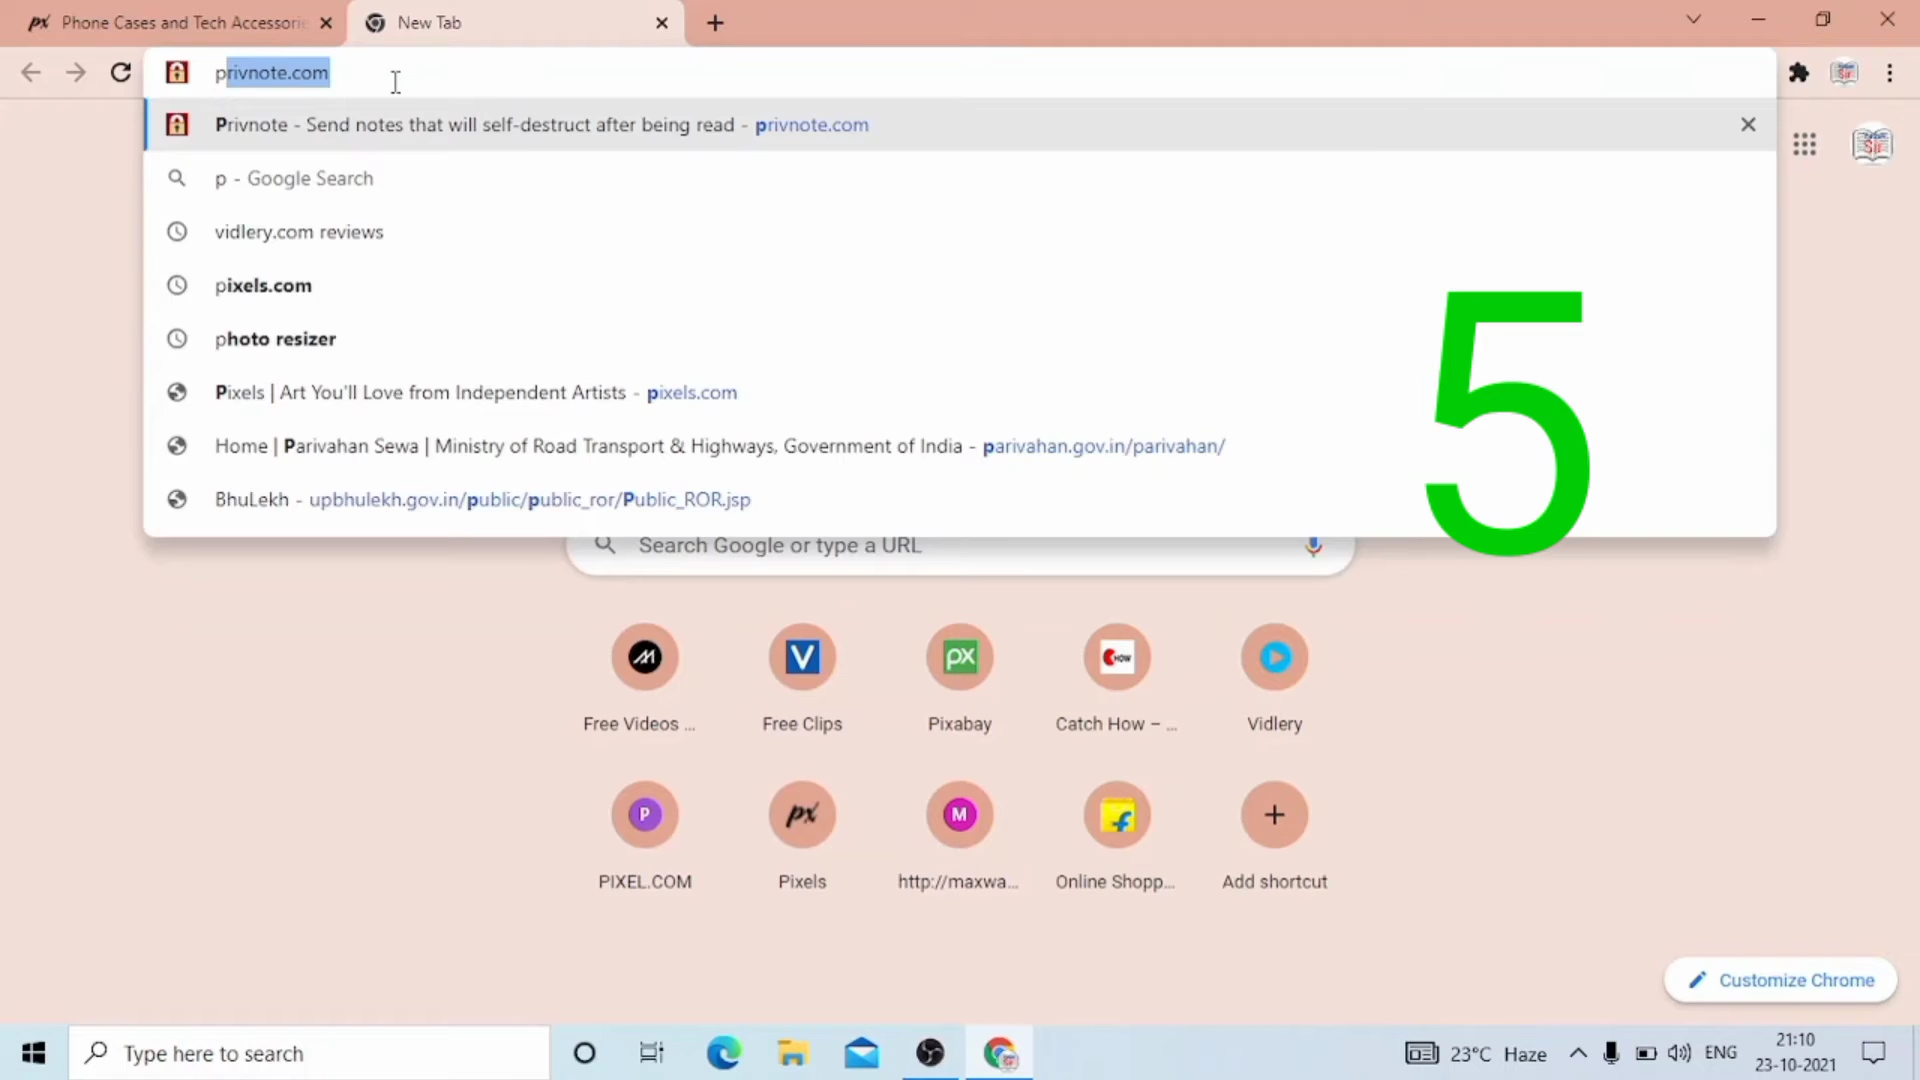 px Phone Cases and Tech Accessorie
New Tab
privnote.com
Privnote - Send notes that will self-destruct after being read - privnote.com
p - Google Search
vidlery.com reviews
pixels.com
photo resizer
Pixels | Art You'll Love from Independent Artists - pixels.com
Home | Parivahan Sewa | Ministry of Road Transport & Highways, Government of India - parivahan.gov.in/parivahan/
BhuLekh - upbhulekh.gov.in/public/public_ror/Public_ROR.jsp
5
Search Google or type a URL
V px HOW
Free Videos ... Free Clips Pixabay Catch How – ... Vidlery
P px M f
PIXEL.COM Pixels http://maxwa... Online Shopp... Add shortcut
Customize Chrome
Type here to search
23°C Haze
ENG
21:10
23-10-2021